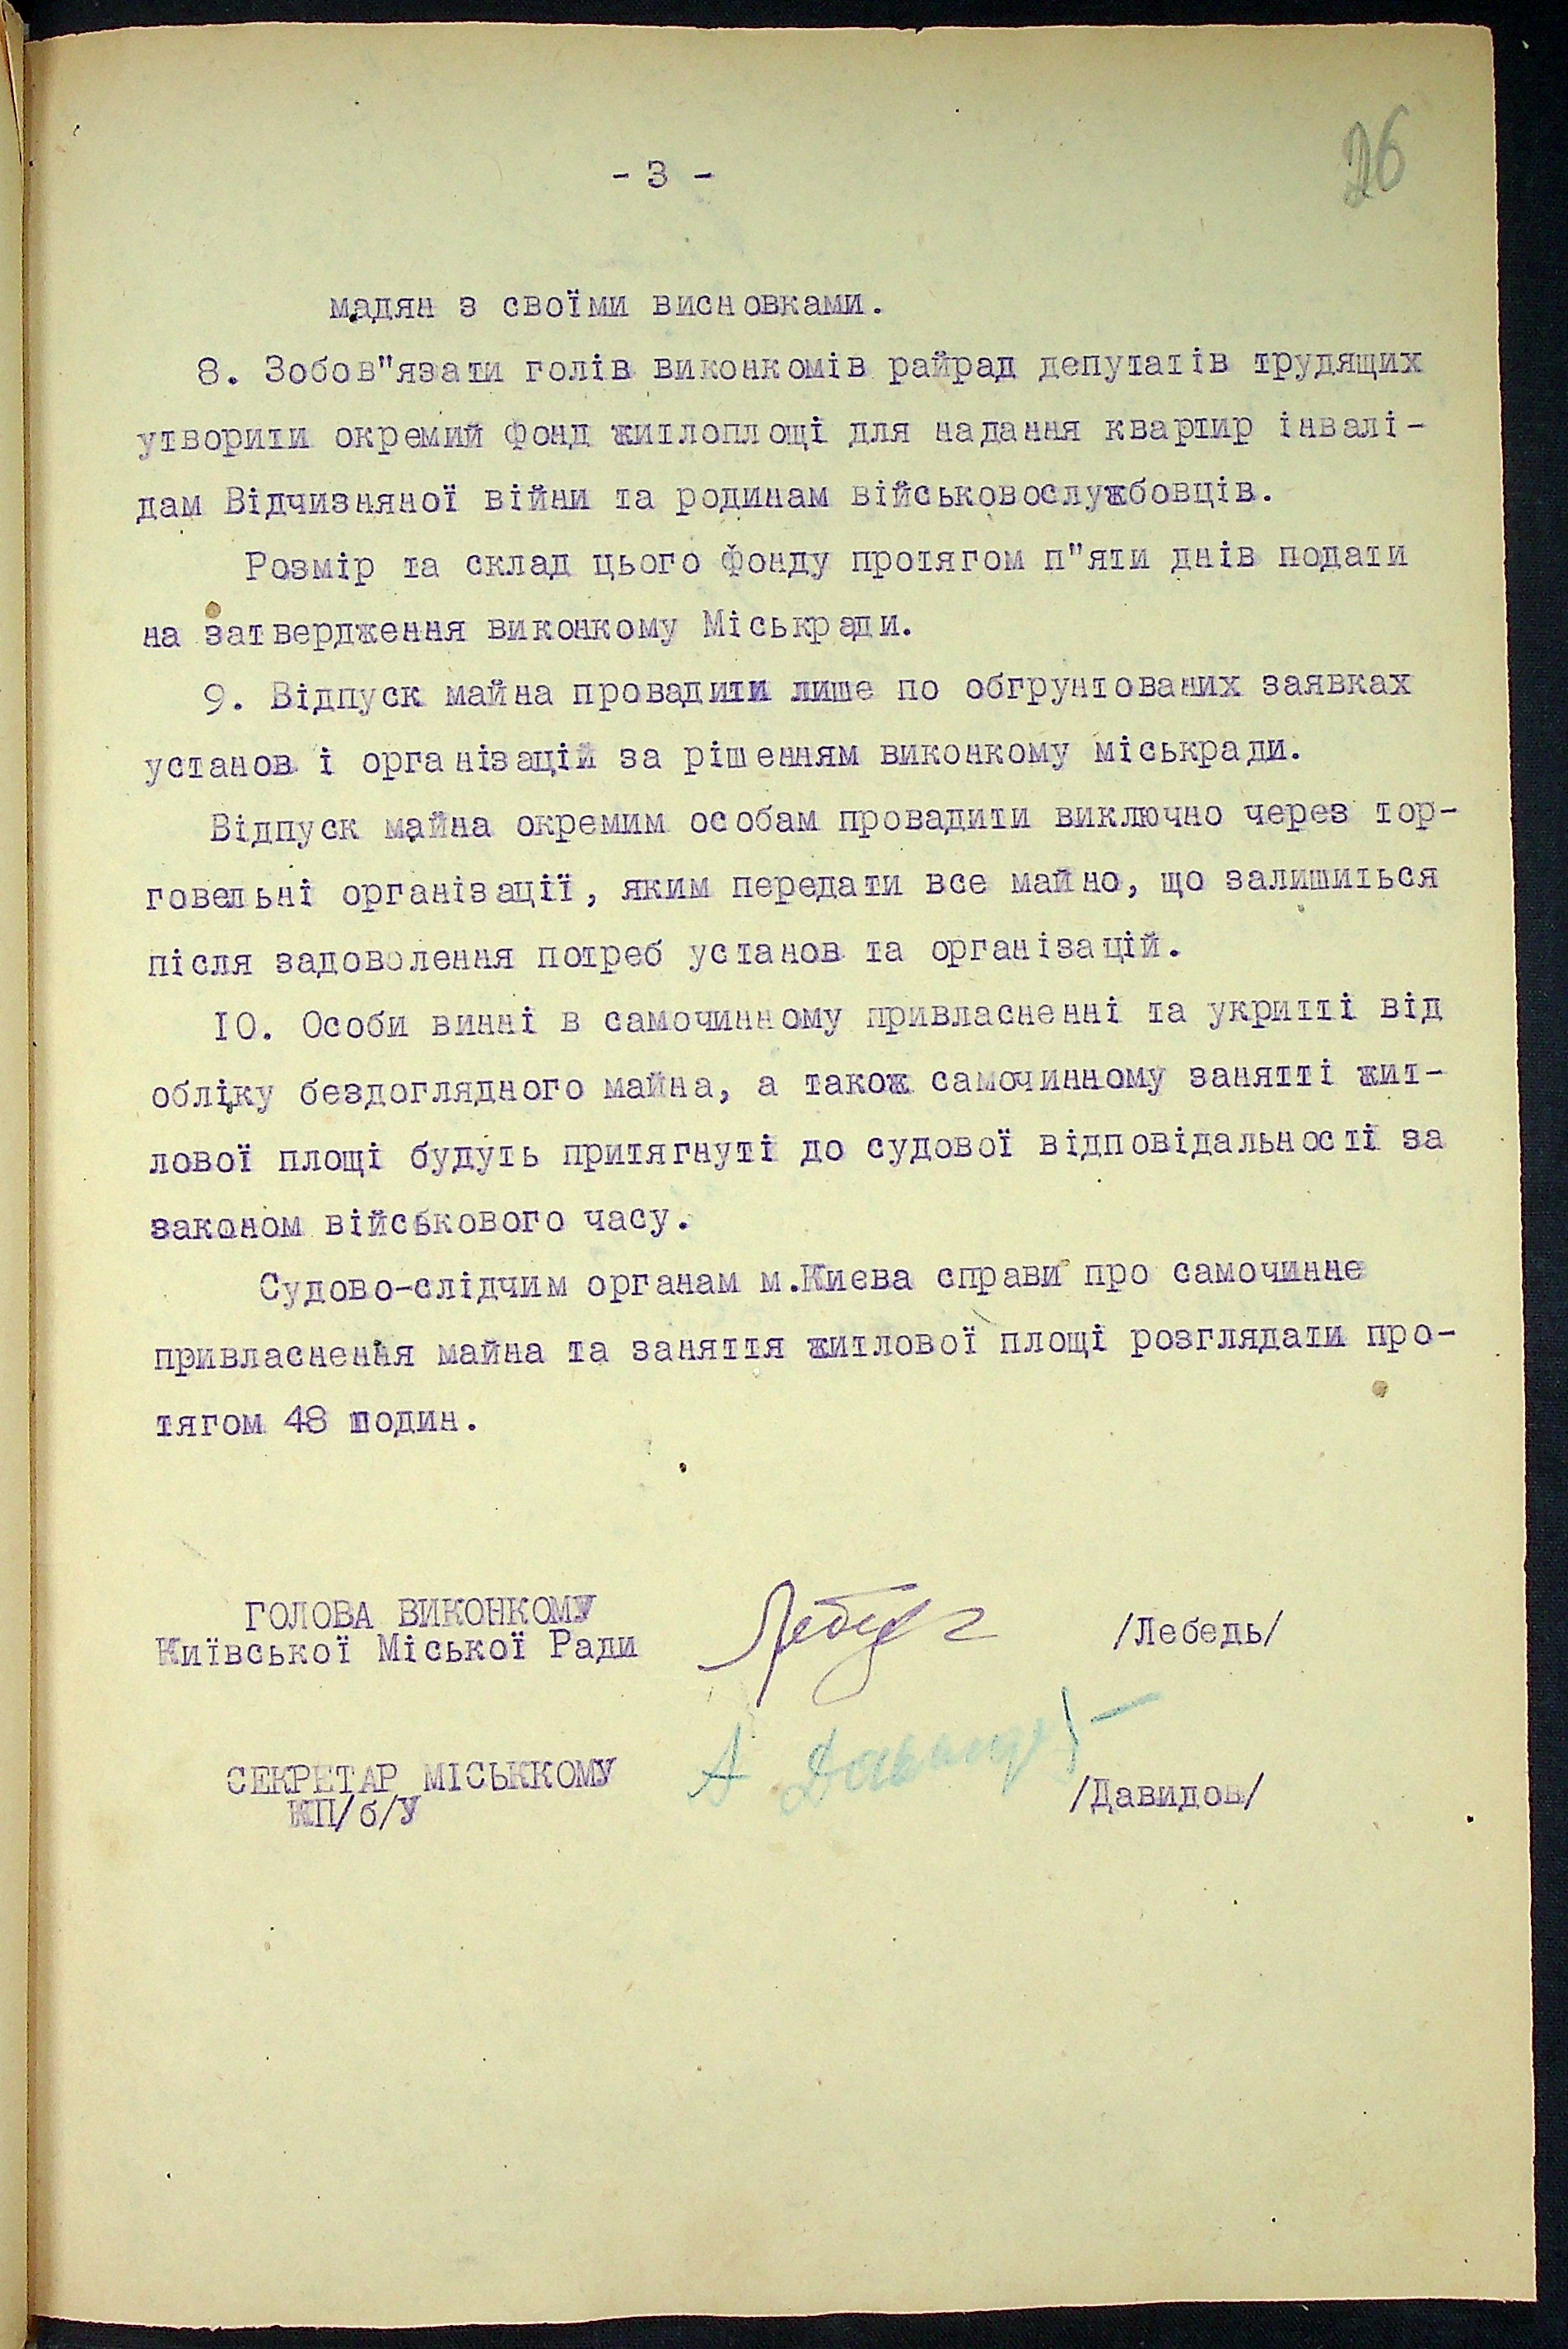 26
- 3 -
мадян з своїми висновками.
8. Зобов"язати голів виконкомів райрад депутатів трудящих
утворити окремий фонд житлоплощі для надання квартир інвалі-
дам Відчизняної війни та родинам військовослужбовців.
Розмір та склад цього фонду протягом п"яти днів подати
на затвердження виконкому Міськради.
9. Відпуск майна провадити лише по обгрунтованих заявках
установ і організацій за рішенням виконкому міськради.
Відпуск майна окремим особам провадити виключно через тор-
говельні організації, яким передати все майно, що залишиться
після задоволення потреб установ та організацій.
IO. Особи винні в самочинному привласненні та укритті від
обліку бездоглядного майна, а також самочинному занятті жит-
лової площі будуть притягнуті до судової відповідальності за
законом військового часу.
Судово-слідчим органам м.Києва справи про самочинне
привласнення майна та заняття житлової площі розглядати про-
тягом 48 годин.
ГОЛОВА ВИКОНКОМУ
Київської Міської Ради Лебедь /Лебедь/
СЕКРЕТАР МІСЬККОМУ А Давыдов
КП/б/У /Давидов/